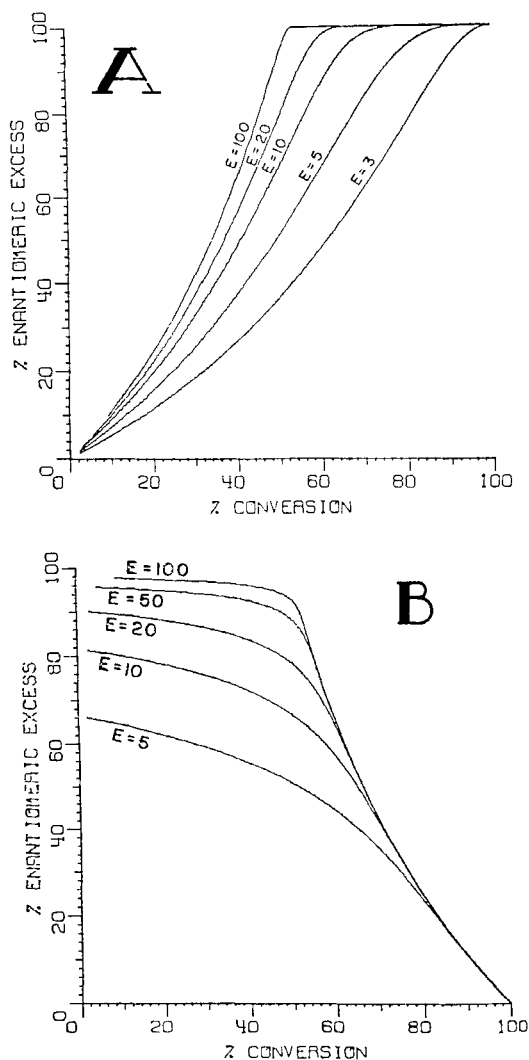 A
100
80
60
40
20
0
% ENANTIOMERIC EXCESS
E=100
E=20
E=10
E=5
E=3
0 20 40 60 80 100
% CONVERSION
B
100
80
60
40
20
0
% ENANTIOMERIC EXCESS
E=100
E=50
E=20
E=10
E=5
0 20 40 60 80 100
% CONVERSION